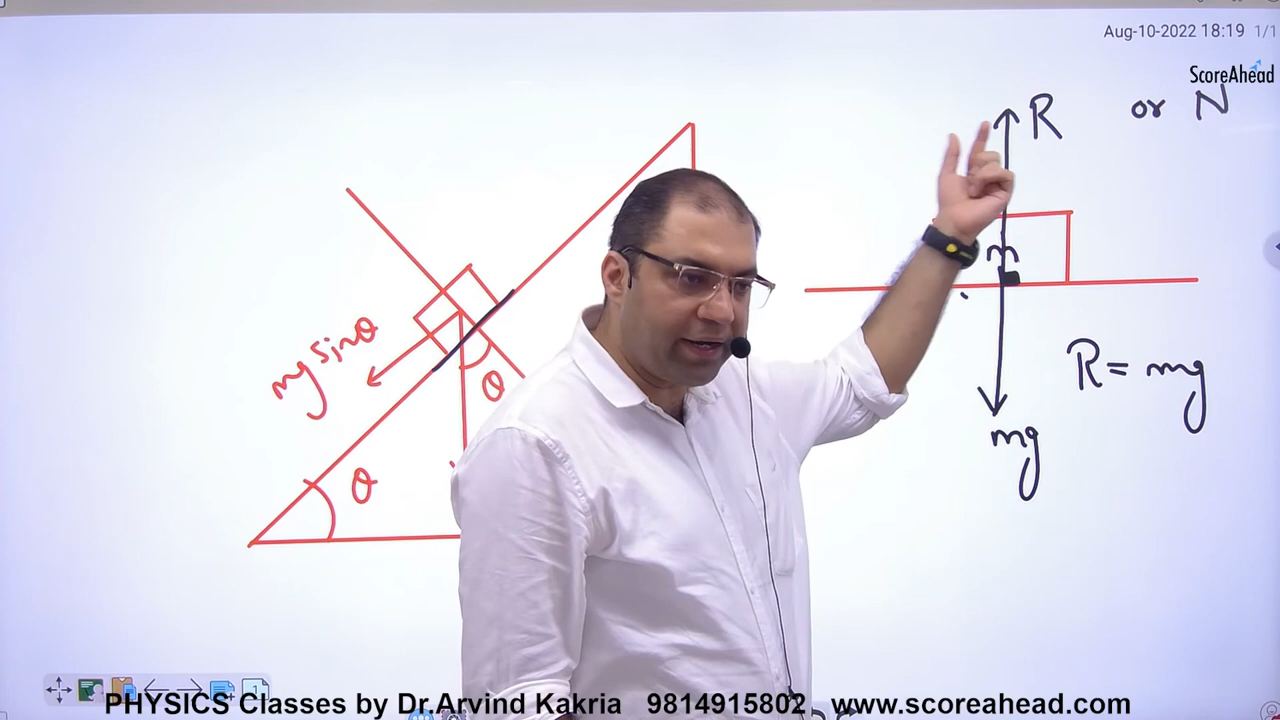 Aug-10-2022 18:19 1/1
ScoreAhead
R or N
m
mg sinθ
θ
θ
R = mg
mg
PHYSICS Classes by Dr.Arvind Kakria 9814915802 www.scoreahead.com